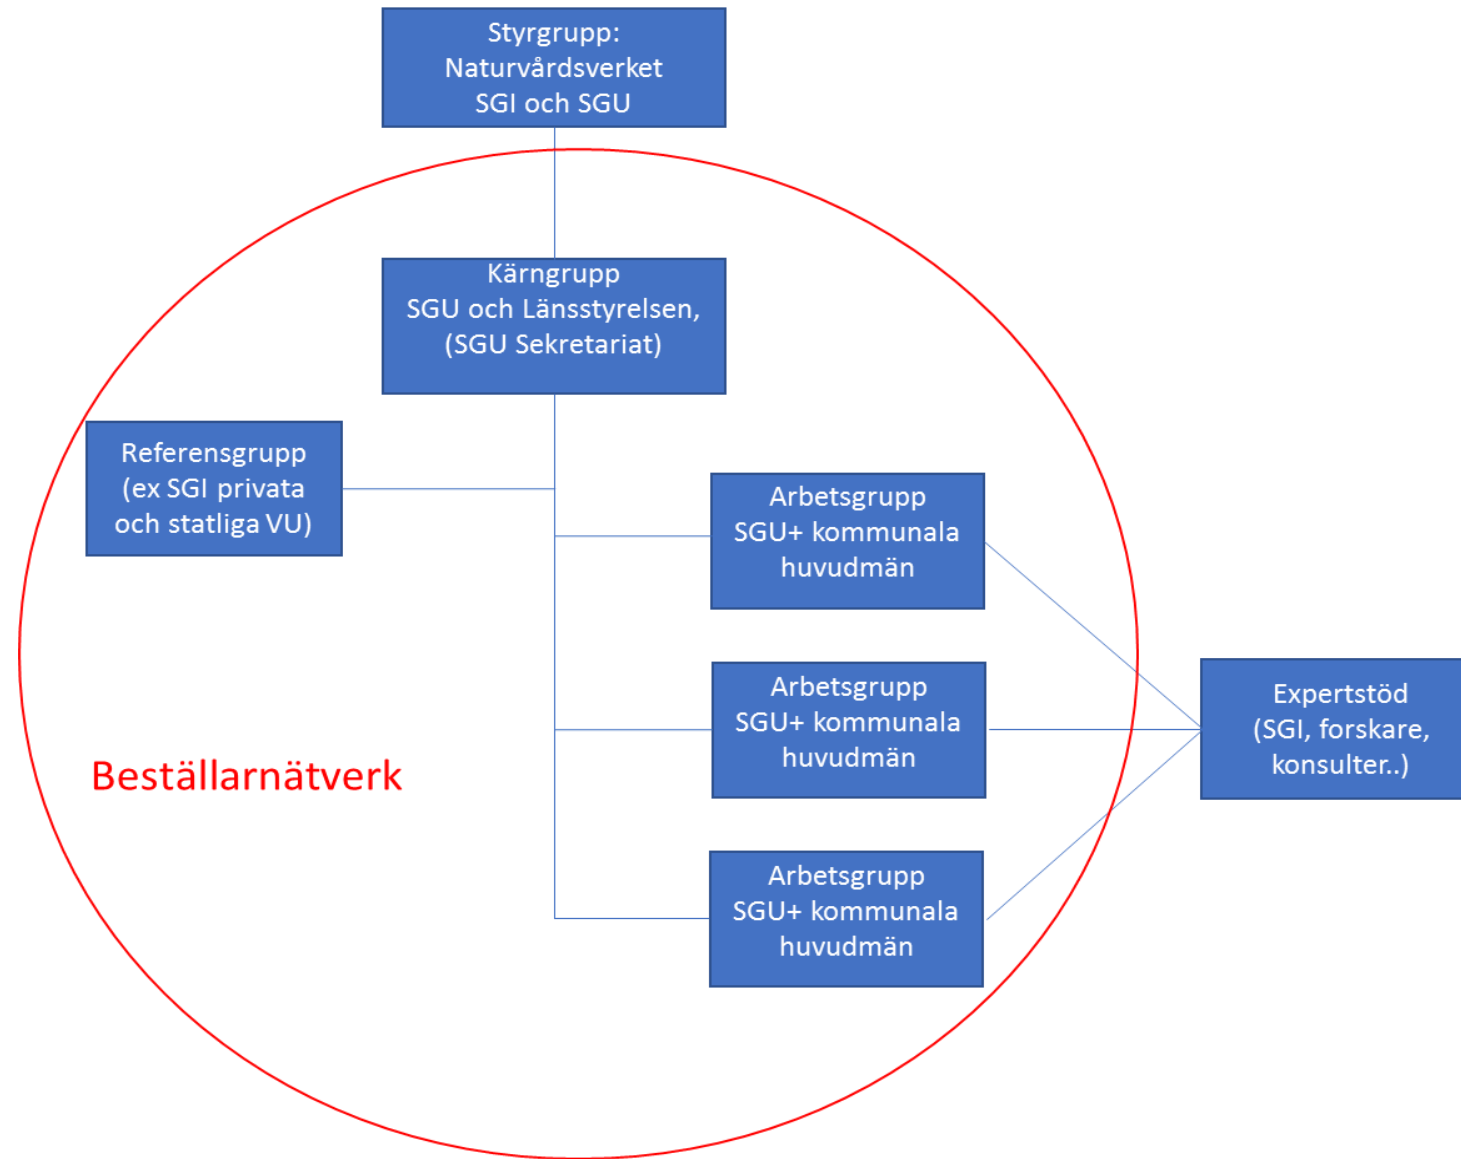 Styrgrupp:
Naturvårdsverket
SGI och SGU
Kärngrupp
SGU och Länsstyrelsen,
(SGU Sekretariat)
Referensgrupp
(ex SGI privata
och statliga VU)
Arbetsgrupp
SGU+ kommunala
huvudmän
Arbetsgrupp
SGU+ kommunala
huvudmän
Expertstöd
(SGI, forskare,
konsulter..)
Beställarnätverk
Arbetsgrupp
SGU+ kommunala
huvudmän